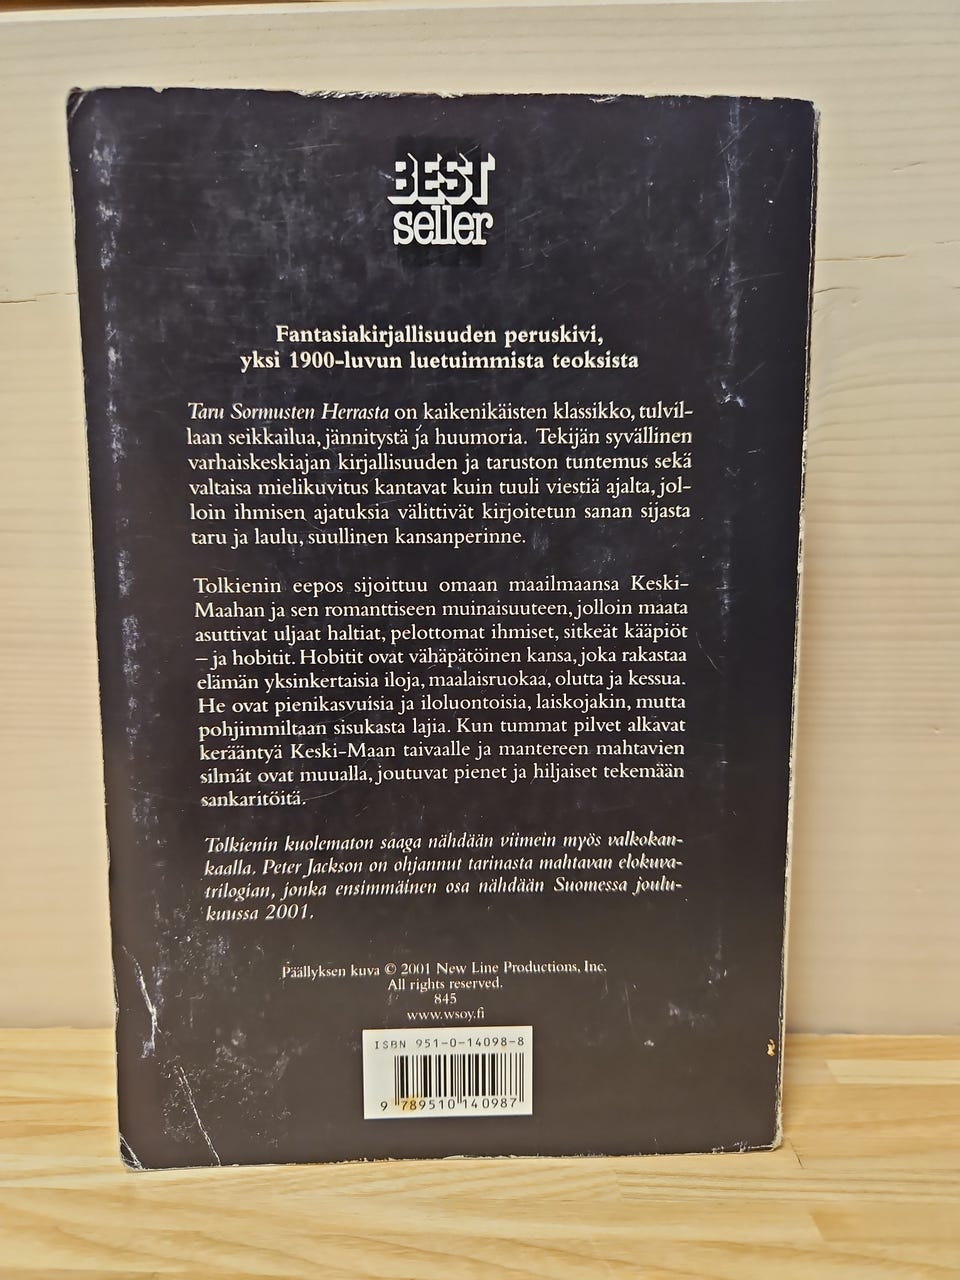 BEST
seller
Fantasiakirjallisuuden peruskivi,
yksi 1900-luvun luetuimmista teoksista
Taru Sormusten Herrasta on kaikenikäisten klassikko, tulvil-
laan seikkailua, jännitystä ja huumoria. Tekijän syvällinen
varhaiskeskiajan kirjallisuuden ja taruston tuntemus sekä
valtaisa mielikuvitus kantavat kuin tuuli viestiä ajalta, jol-
loin ihmisen ajatuksia välittivät kirjoitetun sanan sijasta
taru ja laulu, suullinen kansanperinne.
Tolkienin eepos sijoittuu omaan maailmaansa Keski-
Maahan ja sen romanttiseen muinaisuuteen, jolloin maata
asuttivat uljaat haltiat, pelottomat ihmiset, sitkeät kääpiöt
– ja hobitit. Hobitit ovat vähäpätöinen kansa, joka rakastaa
elämän yksinkertaisia iloja, maalaisruokaa, olutta ja kessua.
He ovat pienikasvuisia ja iloluontoisia, laiskojakin, mutta
pohjimmiltaan sisukasta lajia. Kun tummat pilvet alkavat
kerääntyä Keski-Maan taivaalle ja mantereen mahtavien
silmät ovat muualla, joutuvat pienet ja hiljaiset tekemään
sankaritöitä.
Tolkienin kuolematon saaga nähdään viimein myös valkokan-
kaalla. Peter Jackson on ohjannut tarinasta mahtavan elokuva-
trilogian, jonka ensimmäinen osa nähdään Suomessa joulu-
kuussa 2001.
Päällyksen kuva © 2001 New Line Productions, Inc.
All rights reserved.
845
www.wsoy.fi
ISBN 951-0-14098-8
9 789510 140987